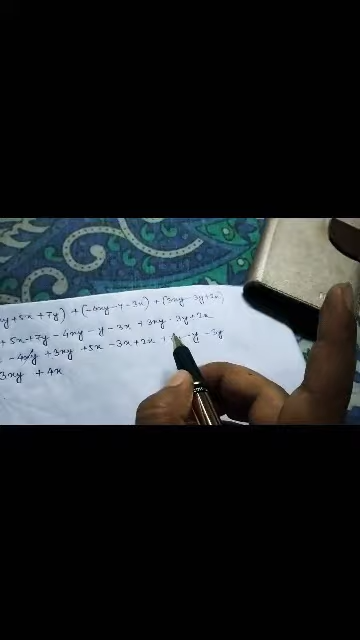 y + 5x + 7y) + (-4xy - y - 3x) + (3xy - 3y + 2x)
+ 5x + 7y - 4xy - y - 3x + 3xy - 3y + 2x
- 4xy + 3xy + 5x - 3x + 2x + - y - 3y
3xy + 4x